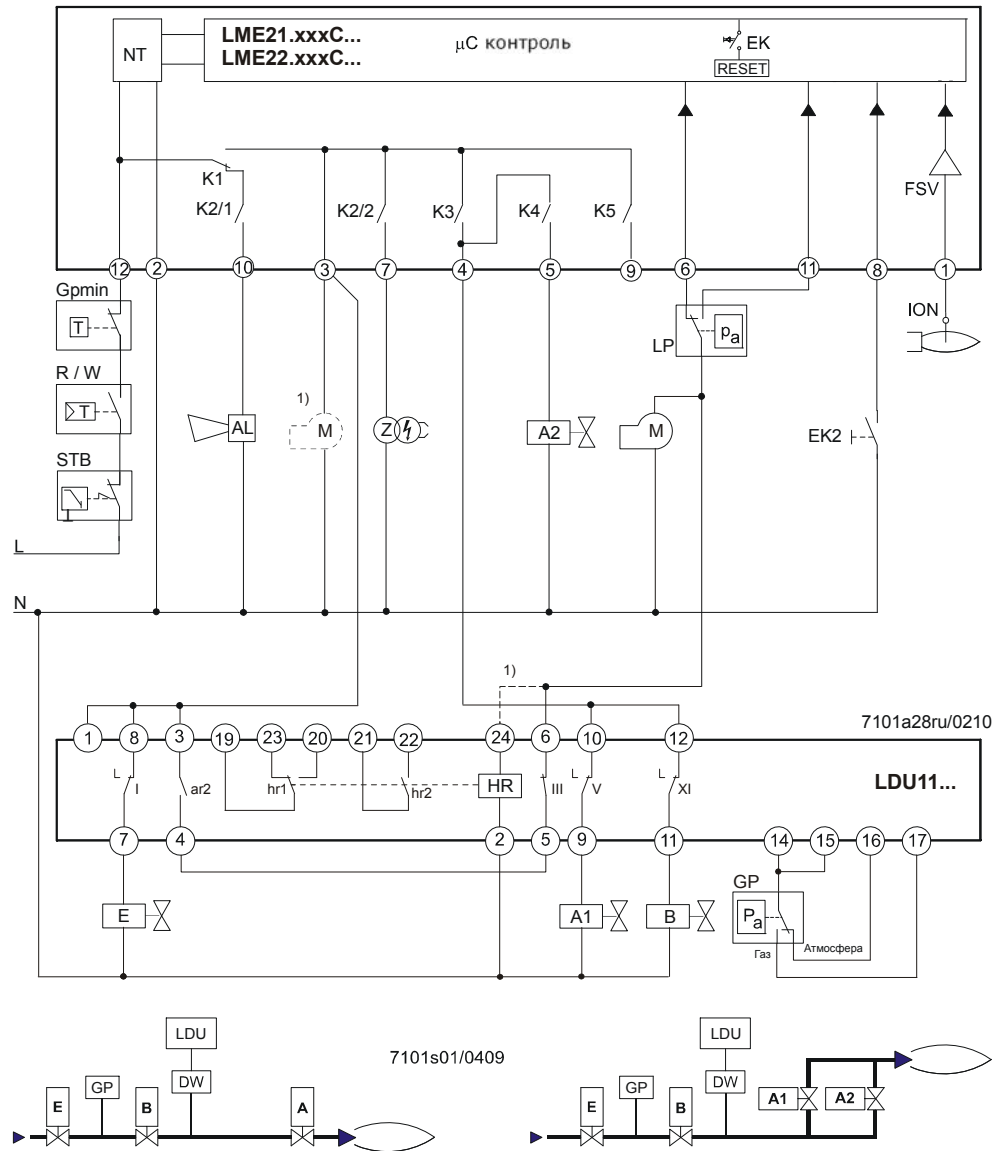 LME21.xxxC...
LME22.xxxC...
µC контроль
NT
EK
RESET
FSV
K1
K2/1
K2/2
K3
K4
K5
12
2
10
3
7
4
5
9
6
11
8
1
Gpmin
T
R / W
T
STB
L
AL
1)
M
Z
A2
LP
pa
M
ION
EK2
N
1)
7101a28ru/0210
1
8
3
19
23
20
21
22
24
6
10
12
L
I
ar2
hr1
hr2
HR
III
L
V
L
XI
LDU11...
7
4
2
5
9
11
14
15
16
17
E
A1
B
GP
Pa
Газ
Атмосфера
LDU
DW
GP
E
B
A
7101s01/0409
LDU
DW
GP
E
B
A1
A2